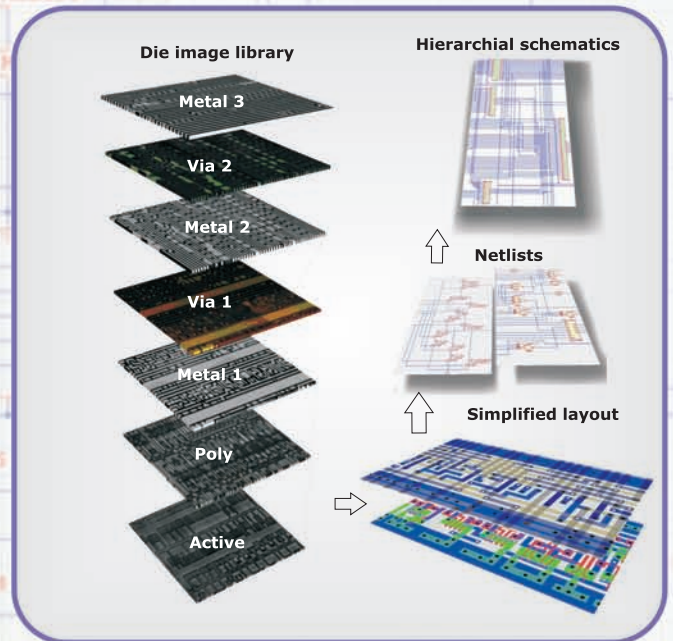 Die image library
Metal 3
Via 2
Metal 2
Via 1
Metal 1
Poly
Active
Hierarchial schematics
Netlists
Simplified layout